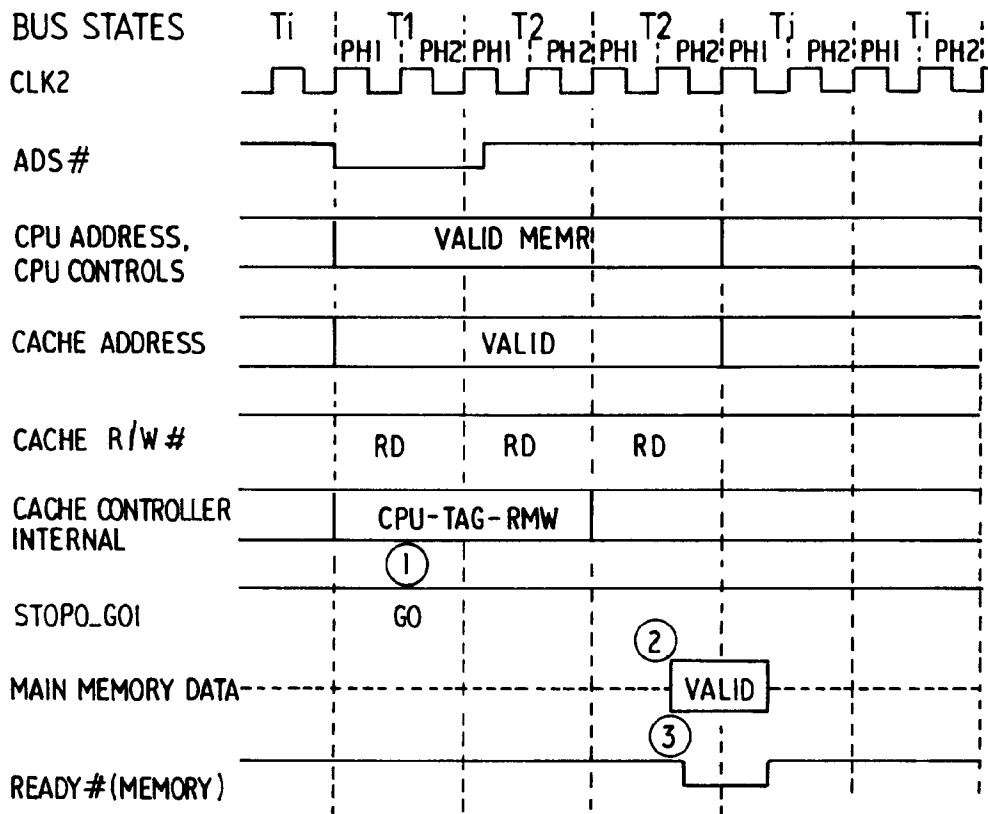 BUS STATES Ti T1 T2 T2 Tj Ti
PH1 PH2 PH1 PH2 PH1 PH2 PH1 PH2 PH1 PH2
CLK2
ADS#
CPU ADDRESS,
CPU CONTROLS
VALID MEMR
CACHE ADDRESS VALID
CACHE R/W# RD RD RD
CACHE CONTROLLER
INTERNAL
CPU-TAG-RMW
1
STOP0_GO1 GO
2
MAIN MEMORY DATA VALID
3
READY#(MEMORY)